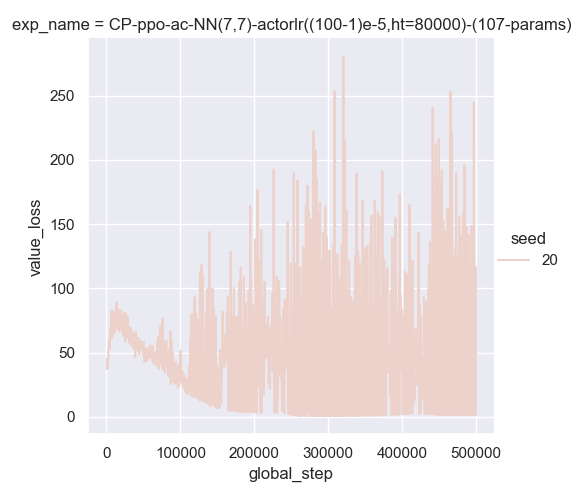 exp_name = CP-ppo-ac-NN(7,7)-actorlr((100-1)e-5,ht=80000)-(107-params)
250
200
150
100
50
0
value_loss
0 100000 200000 300000 400000 500000
global_step
seed
20